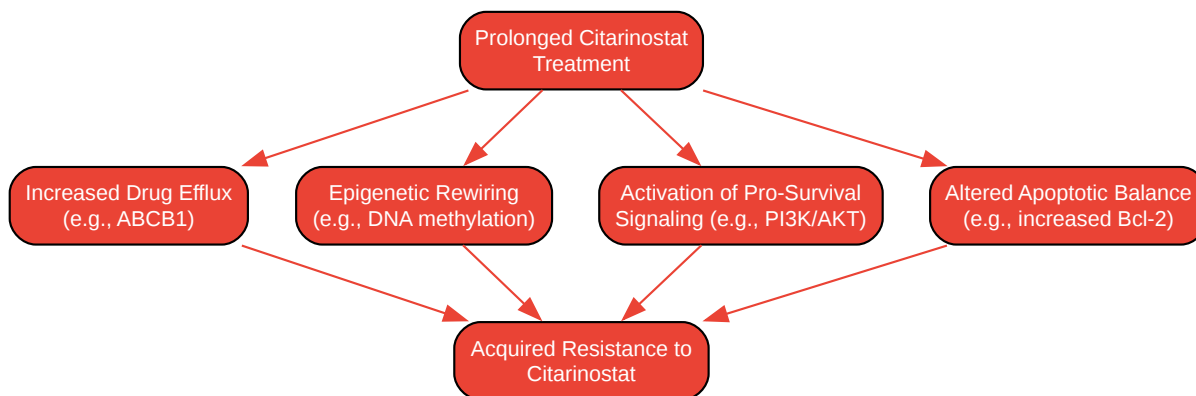 Prolonged Citarinostat
Treatment
Increased Drug Efflux
(e.g., ABCB1)
Epigenetic Rewiring
(e.g., DNA methylation)
Activation of Pro-Survival
Signaling (e.g., PI3K/AKT)
Altered Apoptotic Balance
(e.g., increased Bcl-2)
Acquired Resistance to
Citarinostat